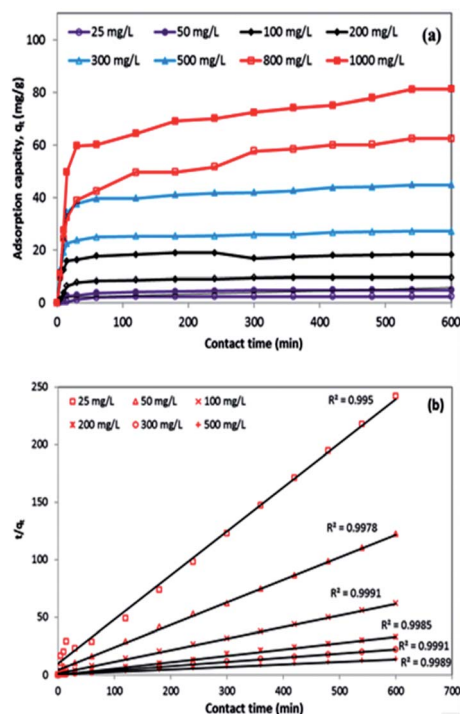 25 mg/L 50 mg/L 100 mg/L 200 mg/L (a)
300 mg/L 500 mg/L 800 mg/L 1000 mg/L
Adsorption capacity, qt (mg/g)
100
80
60
40
20
0
0 100 200 300 400 500 600
Contact time (min)
25 mg/L 50 mg/L 100 mg/L (b)
200 mg/L 300 mg/L 500 mg/L
t/qt
250
200
150
100
50
0
R² = 0.995
R² = 0.9978
R² = 0.9991
R² = 0.9985
R² = 0.9991
R² = 0.9989
0 100 200 300 400 500 600 700
Contact time (min)